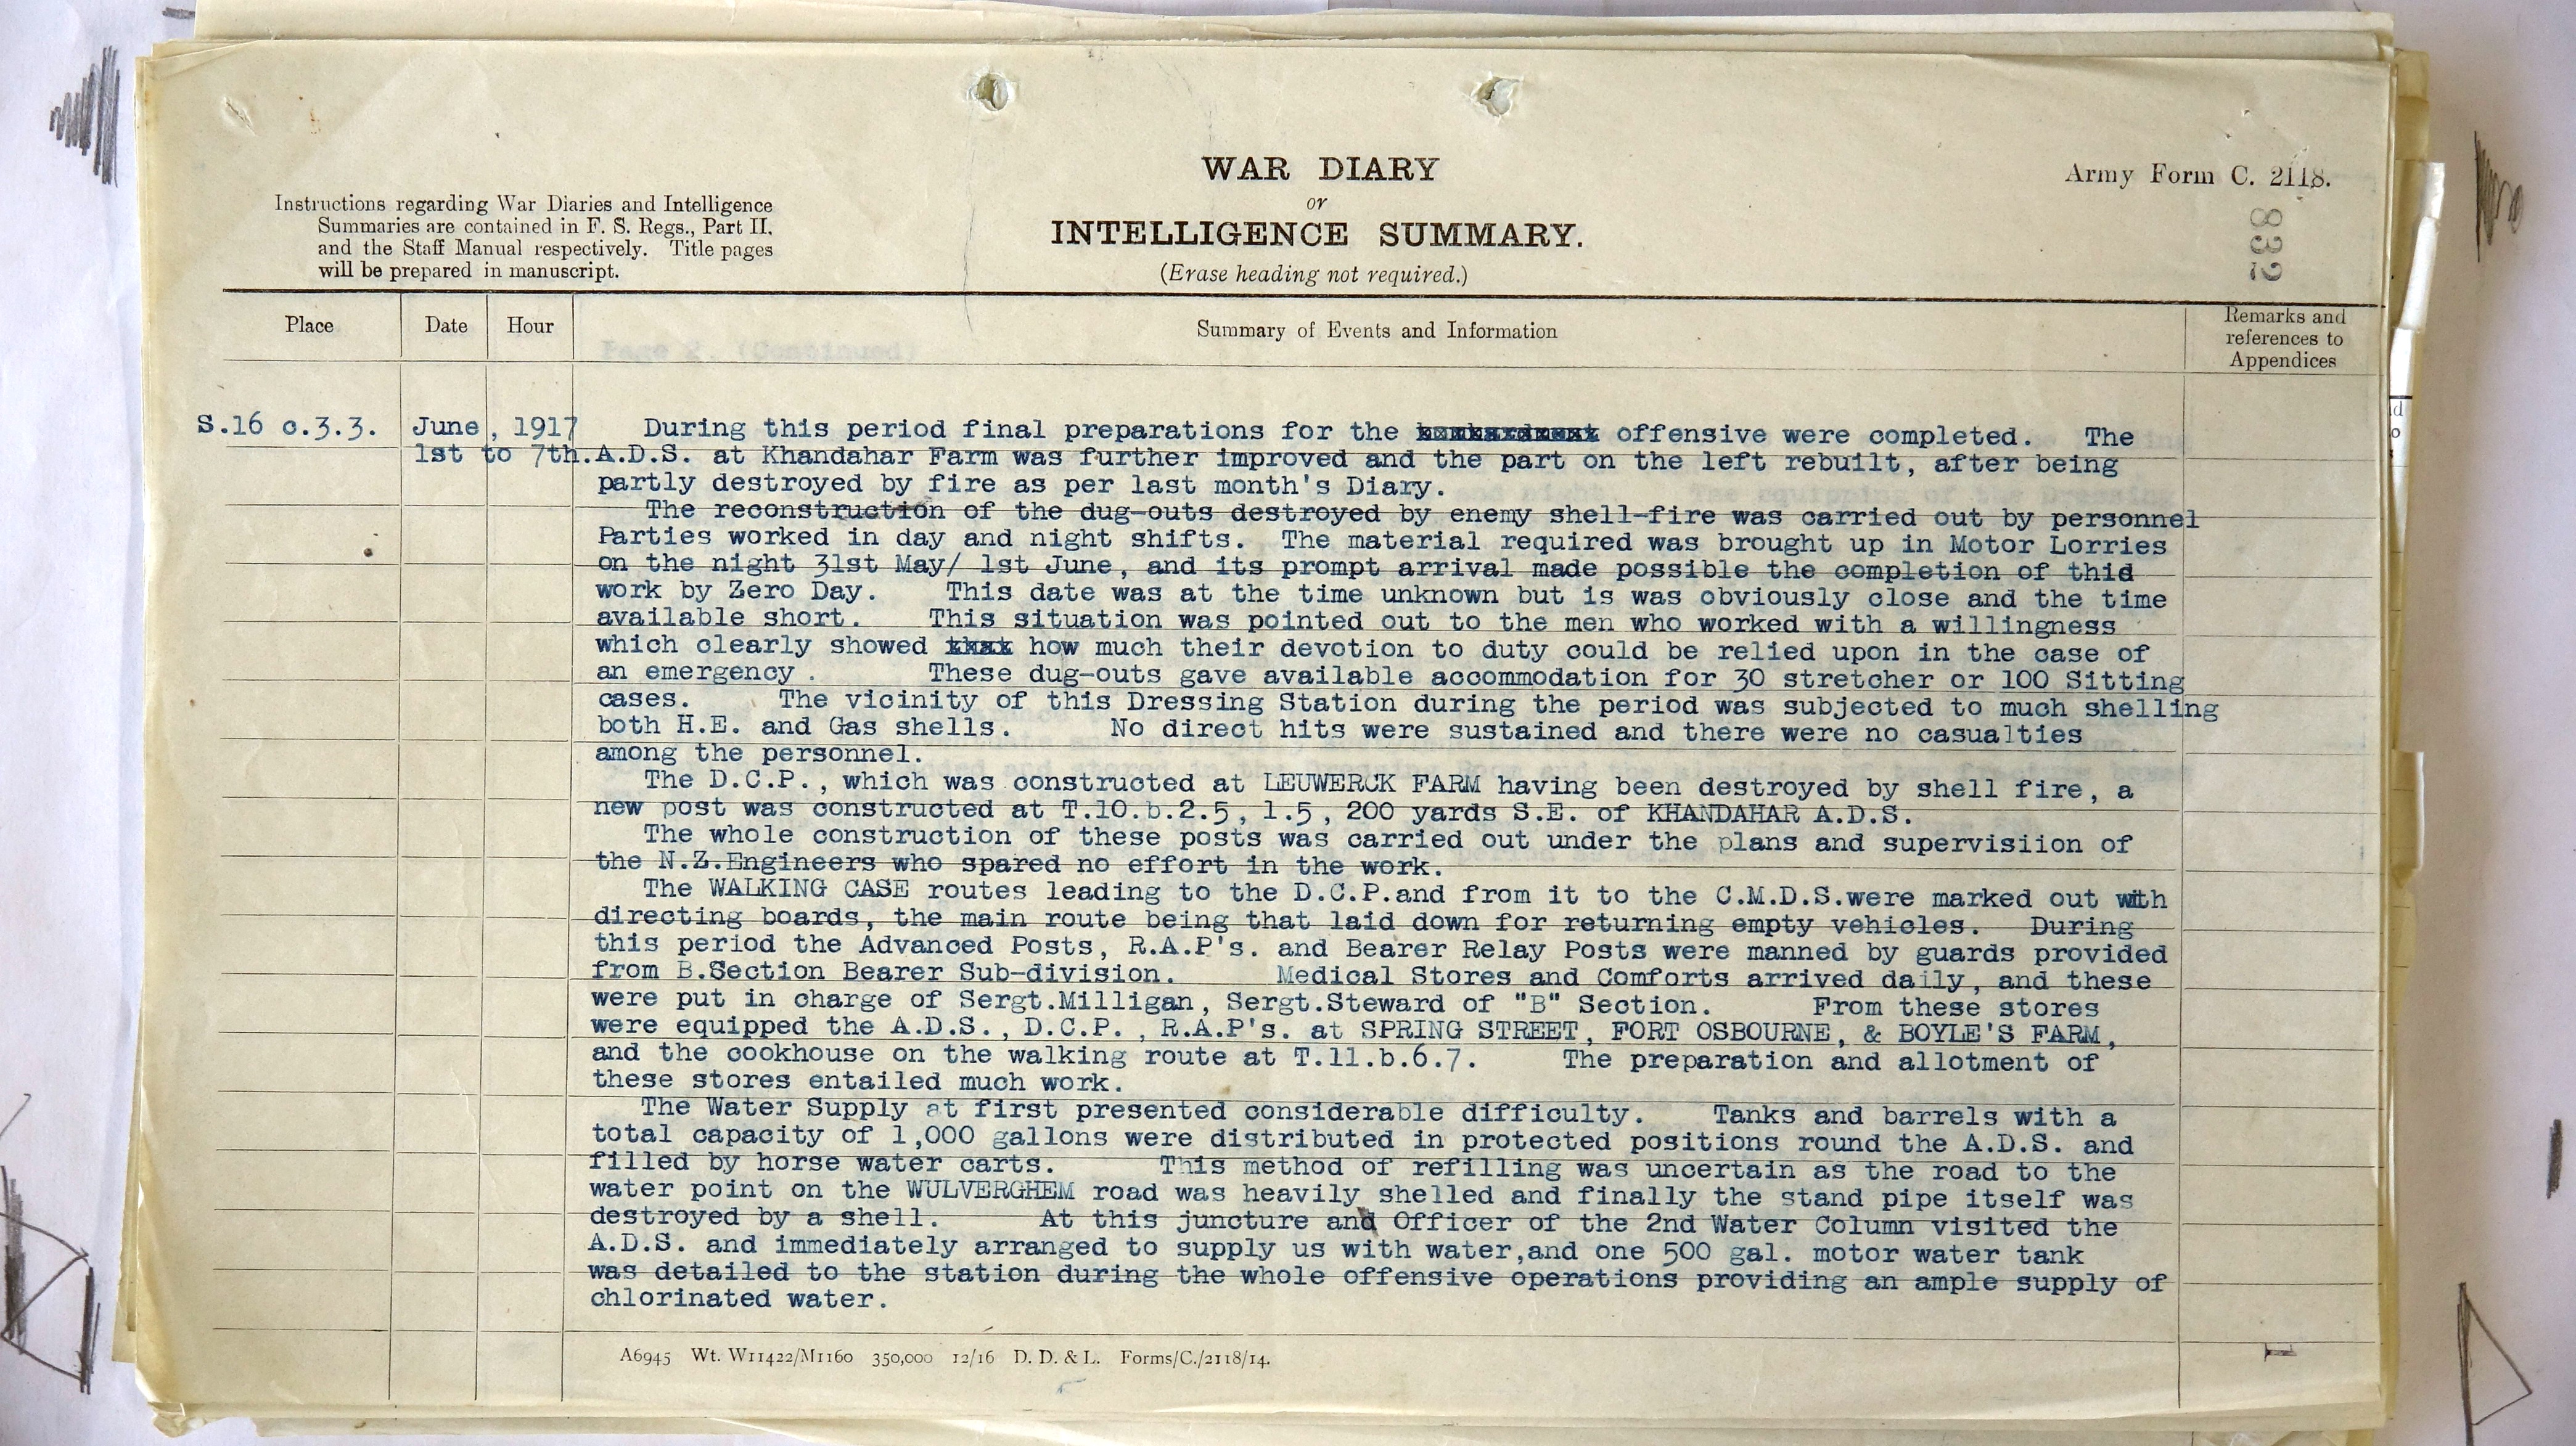 WAR DIARY
or
INTELLIGENCE SUMMARY.
(Erase heading not required.)
Army Form C. 2118.
832
Instructions regarding War Diaries and Intelligence
Summaries are contained in F. S. Regs., Part II,
and the Staff Manual respectively. Title pages
will be prepared in manuscript.
Place
Date
Hour
Summary of Events and Information
Remarks and
references to
Appendices
S.16 c.3.3.
June, 1917
1st to 7th.
During this period final preparations for the offensive were completed. The
A.D.S. at Khandahar Farm was further improved and the part on the left rebuilt, after being
partly destroyed by fire as per last month's Diary.
The reconstruction of the dug-outs destroyed by enemy shell-fire was carried out by personnel
Parties worked in day and night shifts. The material required was brought up in Motor Lorries
on the night 31st May/ 1st June, and its prompt arrival made possible the completion of thid
work by Zero Day. This date was at the time unknown but is was obviously close and the time
available short. This situation was pointed out to the men who worked with a willingness
which clearly showed how much their devotion to duty could be relied upon in the case of
an emergency . These dug-outs gave available accommodation for 30 stretcher or 100 Sitting
cases. The vicinity of this Dressing Station during the period was subjected to much shelling
both H.E. and Gas shells. No direct hits were sustained and there were no casualties
among the personnel.
The D.C.P., which was constructed at LEUWERCK FARM having been destroyed by shell fire, a
new post was constructed at T.10.b.2.5, 1.5, 200 yards S.E. of KHANDAHAR A.D.S.
The whole construction of these posts was carried out under the plans and supervisiion of
the N.Z.Engineers who spared no effort in the work.
The WALKING CASE routes leading to the D.C.P.and from it to the C.M.D.S.were marked out with
directing boards, the main route being that laid down for returning empty vehicles. During
this period the Advanced Posts, R.A.P's. and Bearer Relay Posts were manned by guards provided
from B.Section Bearer Sub-division. Medical Stores and Comforts arrived daily, and these
were put in charge of Sergt.Milligan, Sergt.Steward of "B" Section. From these stores
were equipped the A.D.S., D.C.P. , R.A.P's. at SPRING STREET, FORT OSBOURNE, & BOYLE'S FARM,
and the cookhouse on the walking route at T.11.b.6.7. The preparation and allotment of
these stores entailed much work.
The Water Supply at first presented considerable difficulty. Tanks and barrels with a
total capacity of 1,000 gallons were distributed in protected positions round the A.D.S. and
filled by horse water carts. This method of refilling was uncertain as the road to the
water point on the WULVERGHEM road was heavily shelled and finally the stand pipe itself was
destroyed by a shell. At this juncture and Officer of the 2nd Water Column visited the
A.D.S. and immediately arranged to supply us with water,and one 500 gal. motor water tank
was detailed to the station during the whole offensive operations providing an ample supply of
chlorinated water.
A6945 Wt. W11422/M1160 350,000 12/16 D. D. & L. Forms/C./2118/14.
1